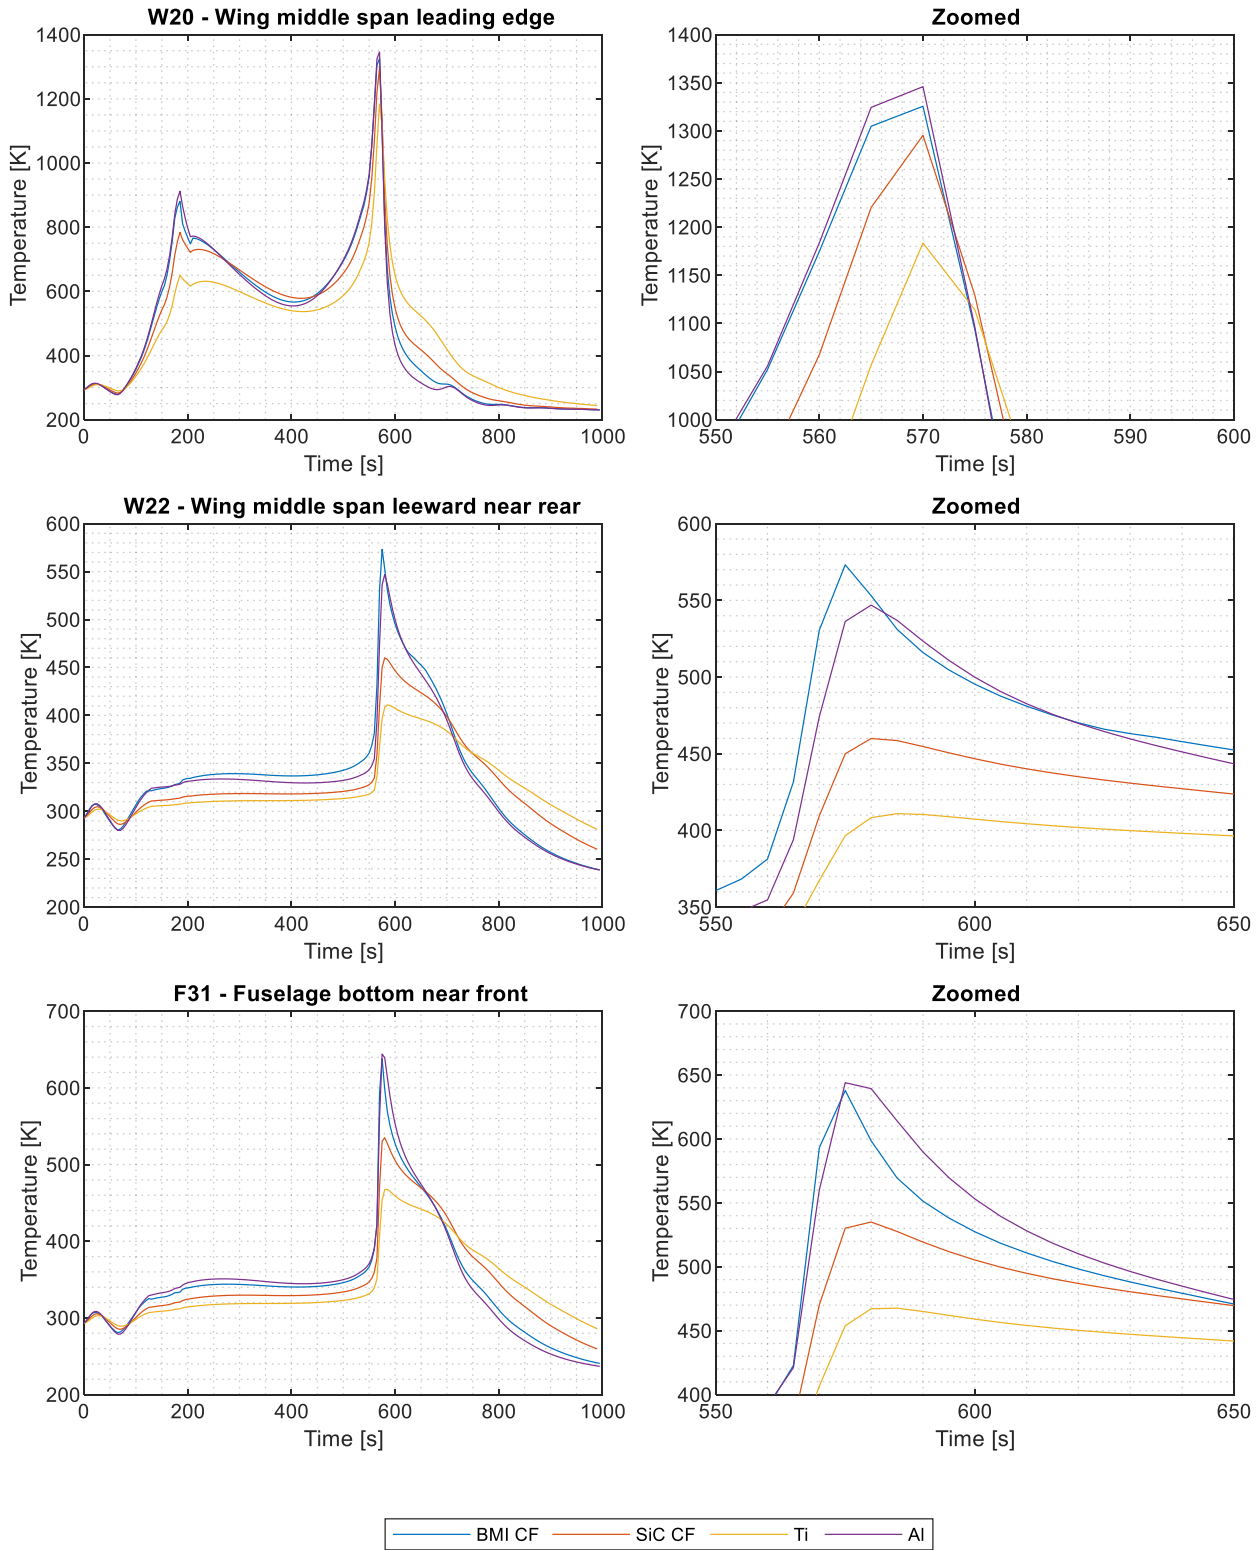 W20 - Wing middle span leading edge
1400
1200
1000
800
600
400
200
Temperature [K]
0 200 400 600 800 1000
Time [s]
Zoomed
1400
1350
1300
1250
1200
1150
1100
1050
1000
Temperature [K]
550 560 570 580 590 600
Time [s]
W22 - Wing middle span leeward near rear
600
550
500
450
400
350
300
250
200
Temperature [K]
0 200 400 600 800 1000
Time [s]
Zoomed
600
550
500
450
400
350
Temperature [K]
550 600 650
Time [s]
F31 - Fuselage bottom near front
700
600
500
400
300
200
Temperature [K]
0 200 400 600 800 1000
Time [s]
Zoomed
700
650
600
550
500
450
400
Temperature [K]
550 600 650
Time [s]
BMI CF SiC CF Ti Al